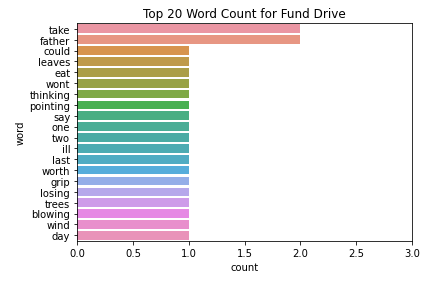 Top 20 Word Count for Fund Drive
take
father
could
leaves
eat
wont
thinking
pointing
say
one
two
ill
last
worth
grip
losing
trees
blowing
wind
day
word
0.0 0.5 1.0 1.5 2.0 2.5 3.0
count